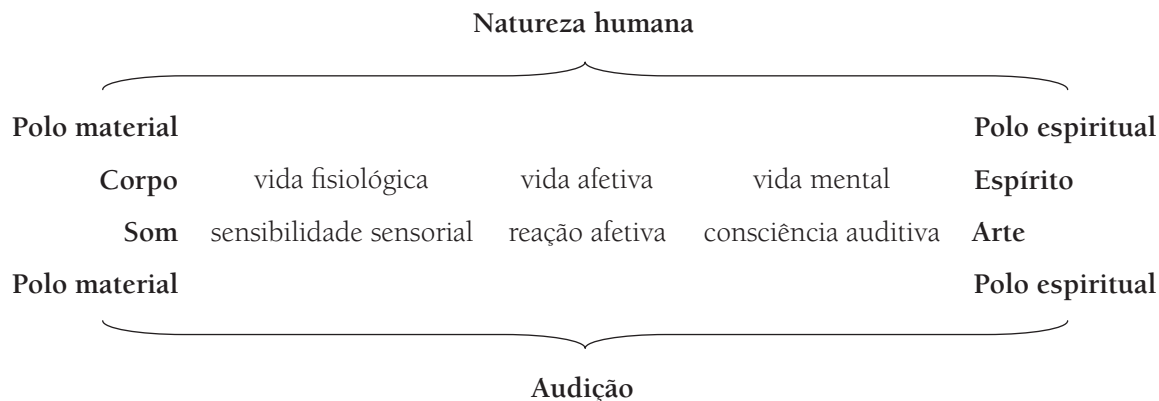 Natureza humana
Polo material Polo espiritual
Corpo vida fisiológica vida afetiva vida mental Espírito
Som sensibilidade sensorial reação afetiva consciência auditiva Arte
Polo material Polo espiritual
Audição